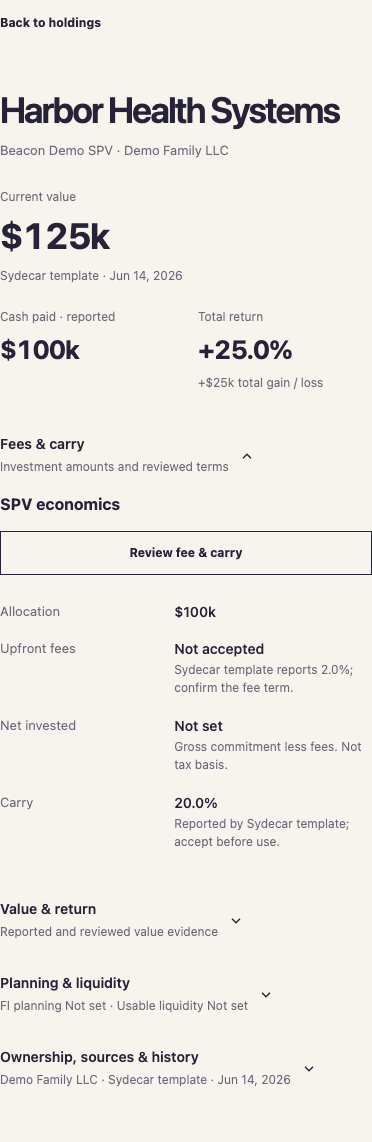 Back to holdings
Harbor Health Systems
Beacon Demo SPV · Demo Family LLC
Current value
$125k
Sydecar template · Jun 14, 2026
Cash paid · reported
$100k
Total return
+25.0%
+$25k total gain / loss
Fees & carry
Investment amounts and reviewed terms
SPV economics
Review fee & carry
Allocation
$100k
Upfront fees
Not accepted
Sydecar template reports 2.0%;
confirm the fee term.
Net invested
Not set
Gross commitment less fees. Not
tax basis.
Carry
20.0%
Reported by Sydecar template;
accept before use.
Value & return
Reported and reviewed value evidence
Planning & liquidity
FI planning Not set · Usable liquidity Not set
Ownership, sources & history
Demo Family LLC · Sydecar template · Jun 14, 2026